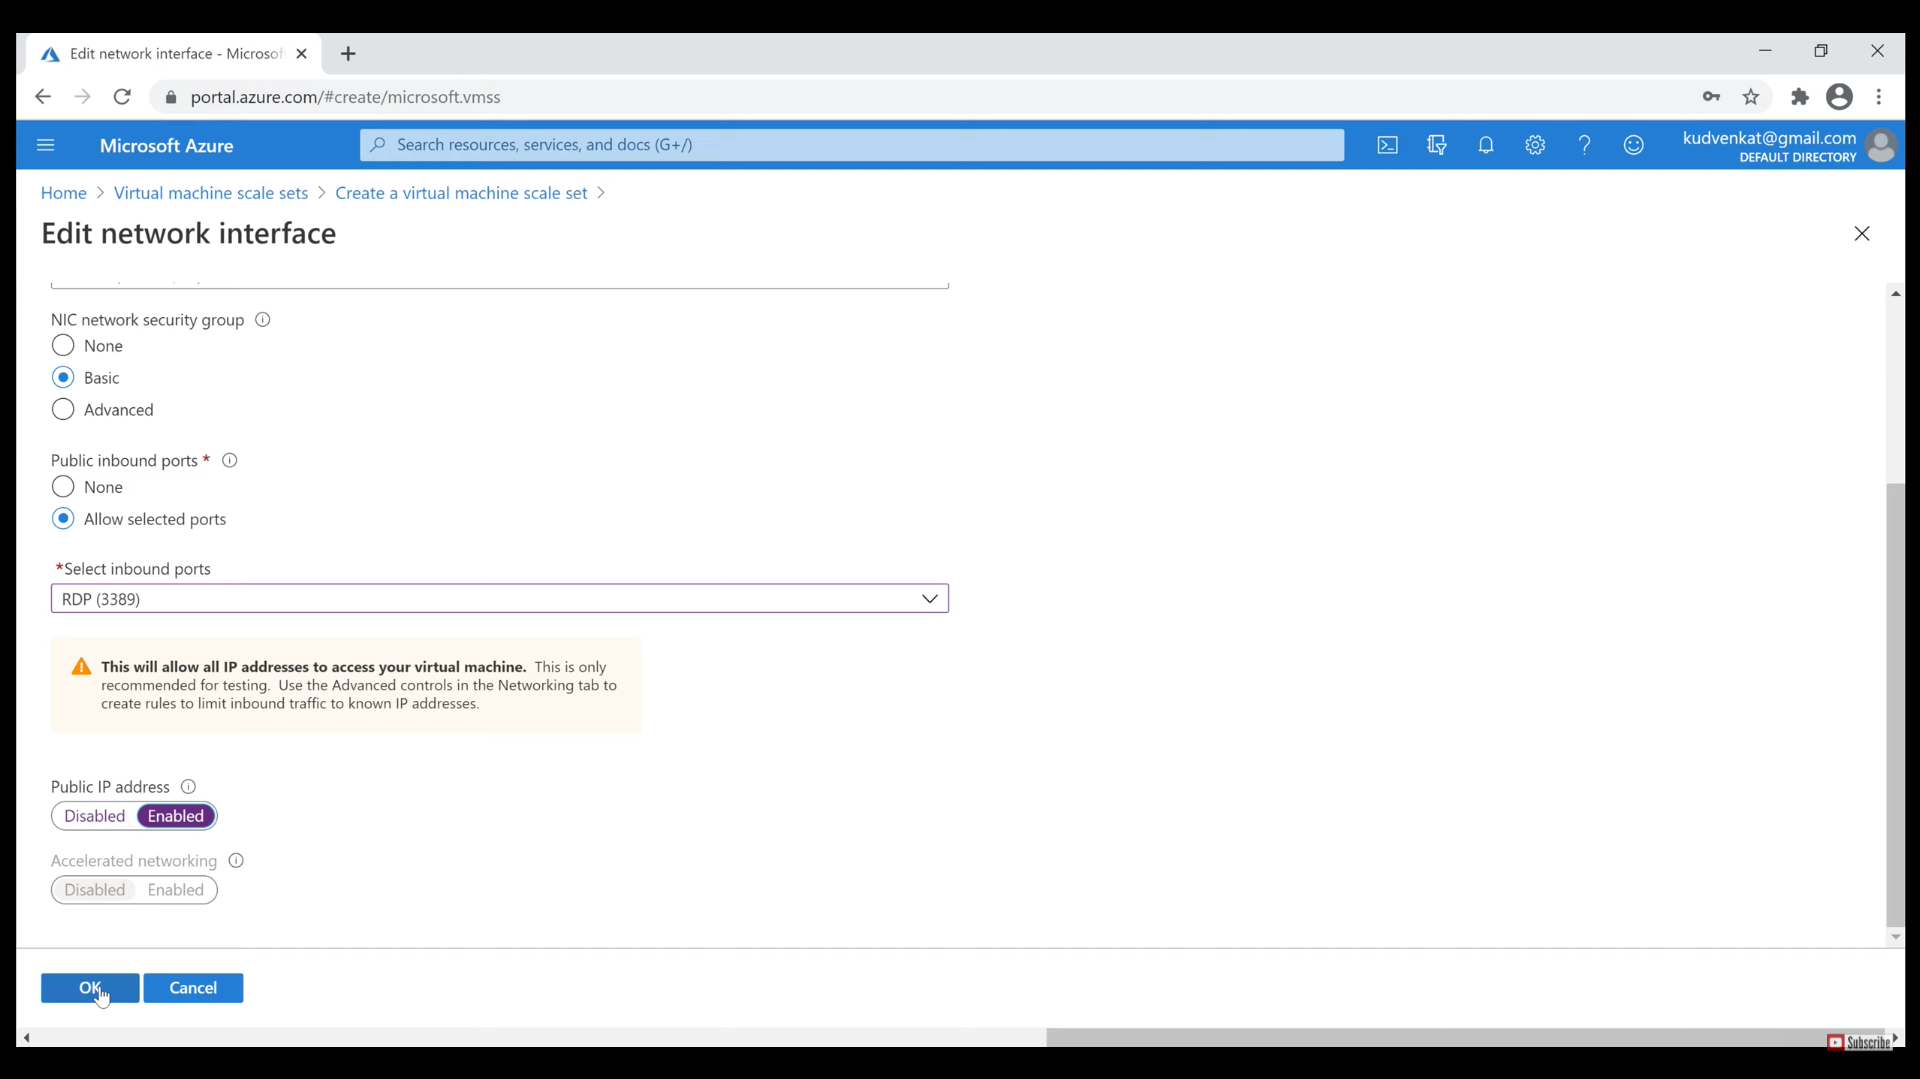 Edit network interface - Microsof
portal.azure.com/#create/microsoft.vmss
Microsoft Azure
Search resources, services, and docs (G+/)
kudvenkat@gmail.com
DEFAULT DIRECTORY
Home > Virtual machine scale sets > Create a virtual machine scale set >
Edit network interface
NIC network security group
None
Basic
Advanced
Public inbound ports *
None
Allow selected ports
*Select inbound ports
RDP (3389)
This will allow all IP addresses to access your virtual machine. This is only
recommended for testing. Use the Advanced controls in the Networking tab to
create rules to limit inbound traffic to known IP addresses.
Public IP address
Disabled Enabled
Accelerated networking
Disabled Enabled
OK Cancel
Subscribe